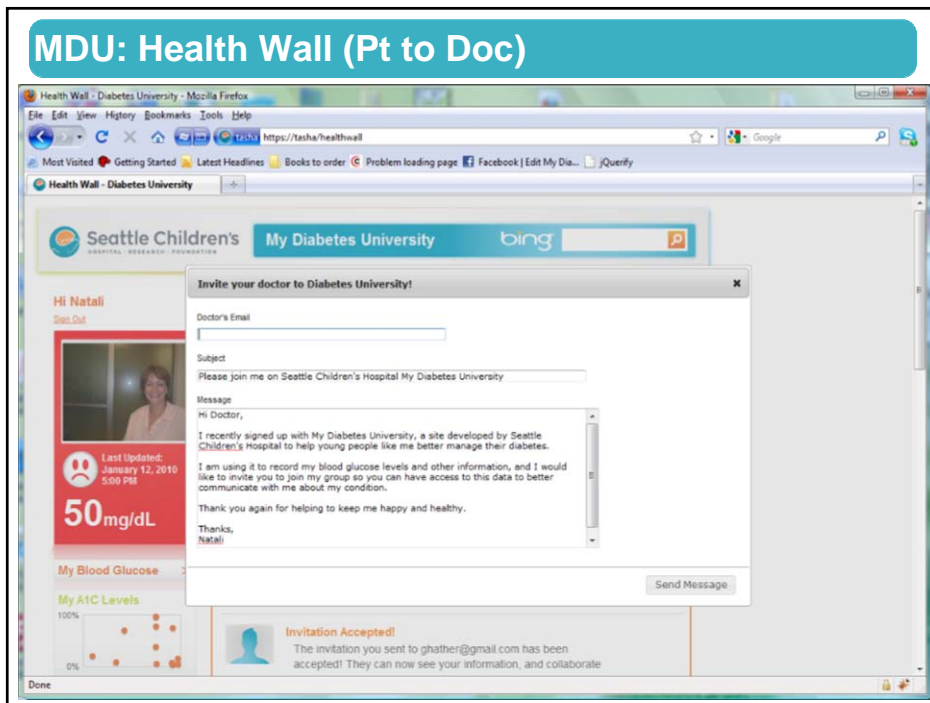 MDU: Health Wall (Pt to Doc)
Health Wall - Diabetes University - Mozilla Firefox
File Edit View History Bookmarks Tools Help
tasha https://tasha/healthwall
Google
Most Visited Getting Started Latest Headlines Books to order Problem loading page Facebook | Edit My Dia... jQuerify
Health Wall - Diabetes University
Seattle Children's
HOSPITAL · RESEARCH · FOUNDATION
My Diabetes University
bing
Invite your doctor to Diabetes University!
Hi Natali
Sign Out
Doctor's Email
Subject
Please join me on Seattle Children's Hospital My Diabetes University
Message
Hi Doctor,
I recently signed up with My Diabetes University, a site developed by Seattle
Children's Hospital to help young people like me better manage their diabetes.
I am using it to record my blood glucose levels and other information, and I would
like to invite you to join my group so you can have access to this data to better
communicate with me about my condition.
Thank you again for helping to keep me happy and healthy.
Thanks,
Natali
Last Updated:
January 12, 2010
5:00 PM
50mg/dL
My Blood Glucose
Send Message
My A1C Levels
100%
0%
Invitation Accepted!
The invitation you sent to ghather@gmail.com has been
accepted! They can now see your information, and collaborate
Done